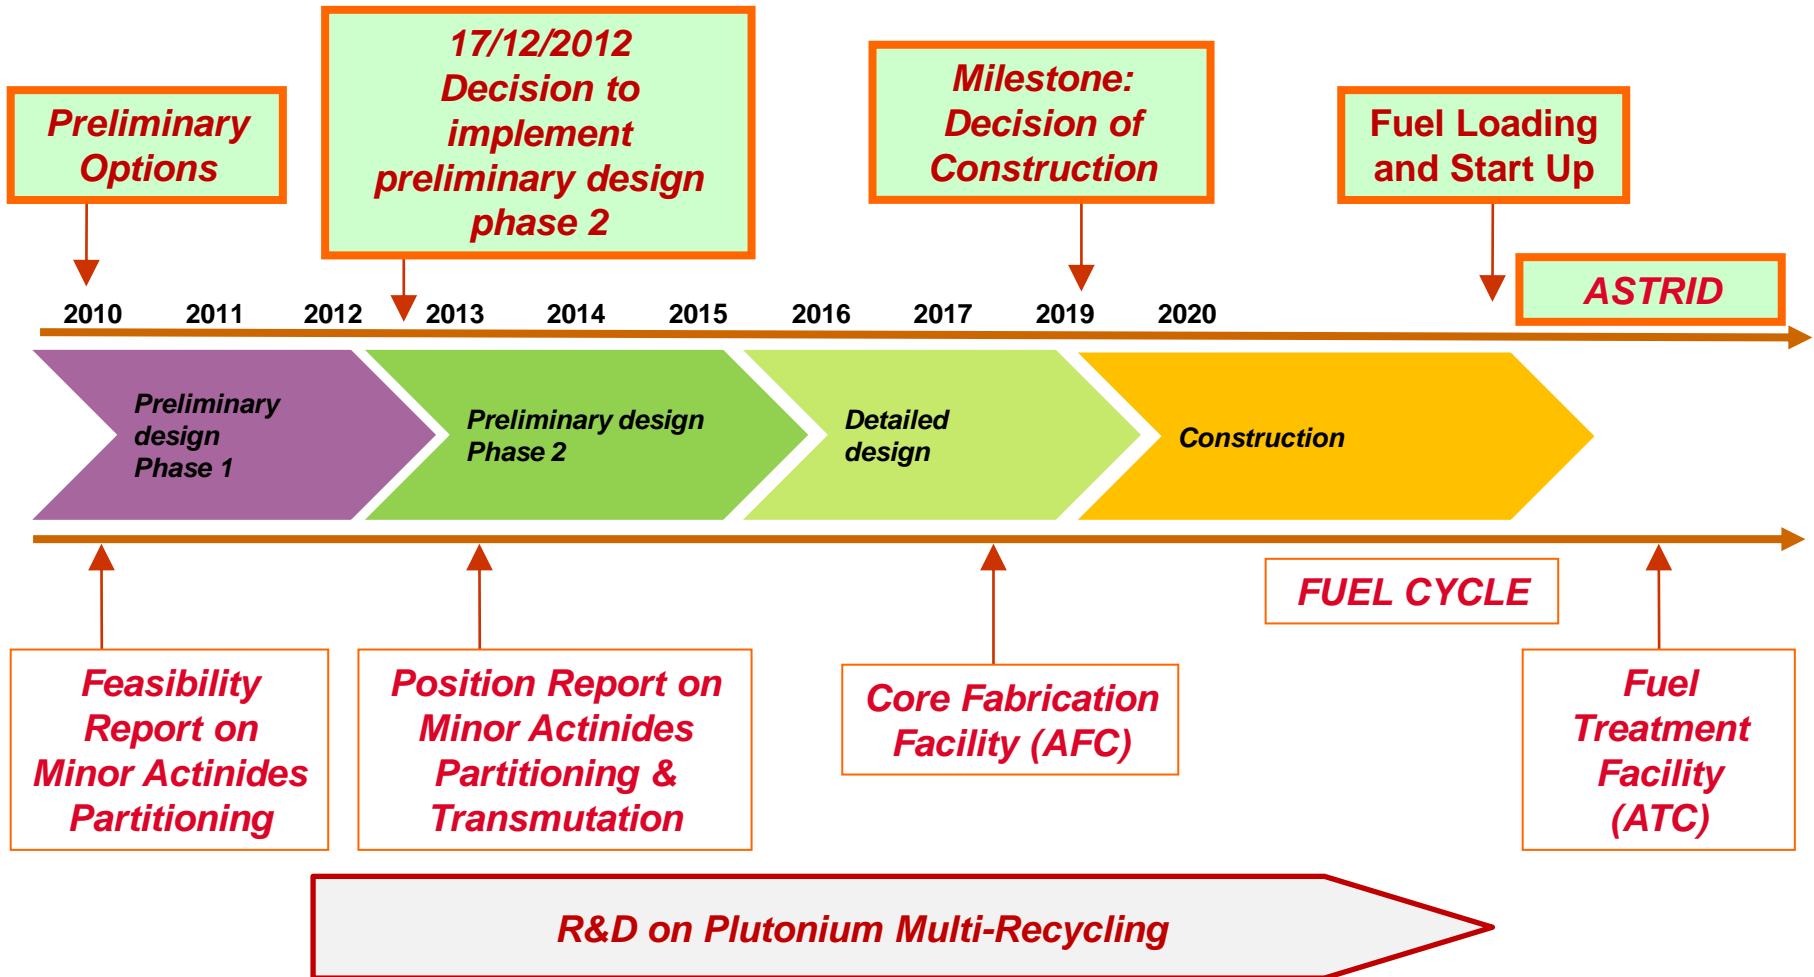 Preliminary
Options
17/12/2012
Decision to
implement
preliminary design
phase 2
Milestone:
Decision of
Construction
Fuel Loading
and Start Up
ASTRID
2010 2011 2012 2013 2014 2015 2016 2017 2019 2020
Preliminary
design
Phase 1
Preliminary design
Phase 2
Detailed
design
Construction
FUEL CYCLE
Feasibility
Report on
Minor Actinides
Partitioning
Position Report on
Minor Actinides
Partitioning &
Transmutation
Core Fabrication
Facility (AFC)
Fuel
Treatment
Facility
(ATC)
R&D on Plutonium Multi-Recycling